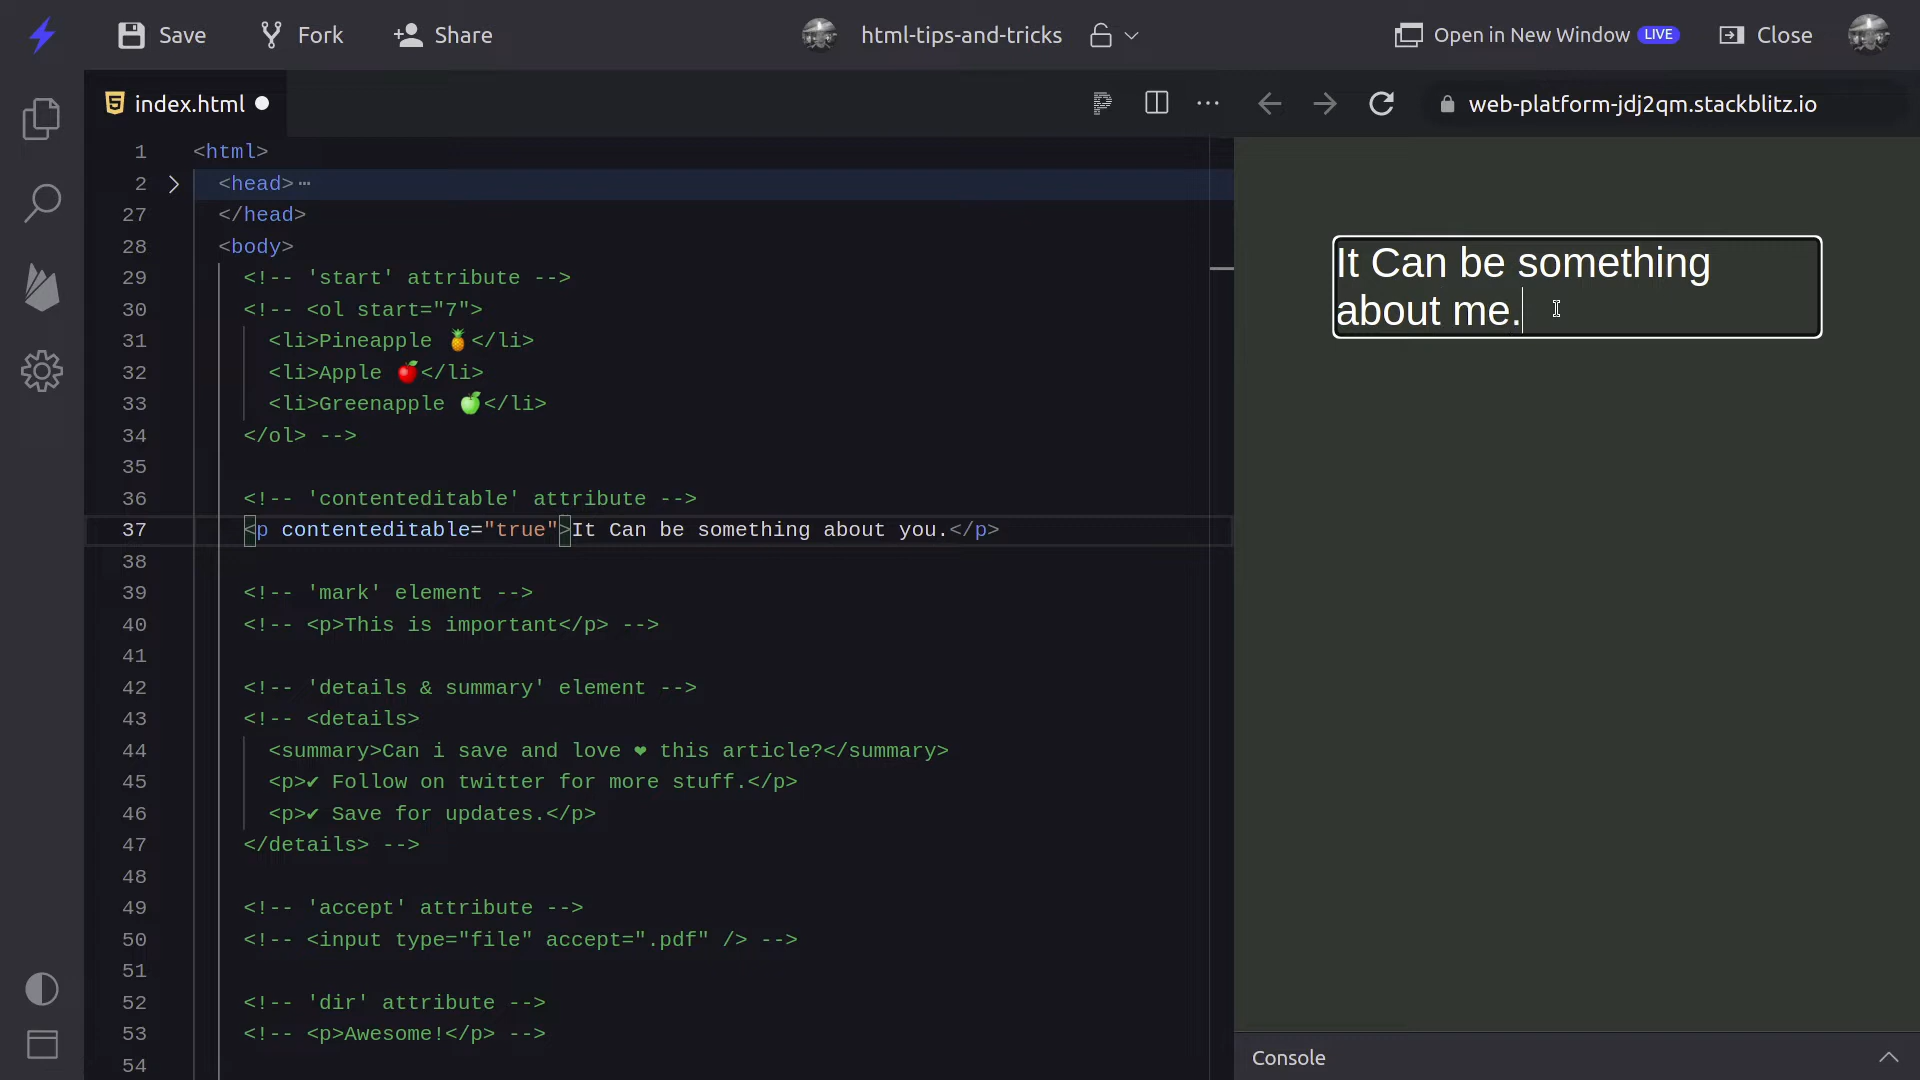 Save
Fork
Share
html-tips-and-tricks
Open in New Window LIVE
Close
index.html
web-platform-jdj2qm.stackblitz.io
1 <html>
2 <head>
27 </head>
28 <body>
29 <!-- 'start' attribute -->
30 <!-- <ol start="7">
31 <li>Pineapple 🍍</li>
32 <li>Apple 🍎</li>
33 <li>Greenapple 🍏</li>
34 </ol> -->
35
36 <!-- 'contenteditable' attribute -->
37 <p contenteditable="true">It Can be something about you.</p>
38
39 <!-- 'mark' element -->
40 <!-- <p>This is important</p> -->
41
42 <!-- 'details & summary' element -->
43 <!-- <details>
44 <summary>Can i save and love ❤ this article?</summary>
45 <p>✔ Follow on twitter for more stuff.</p>
46 <p>✔ Save for updates.</p>
47 </details> -->
48
49 <!-- 'accept' attribute -->
50 <!-- <input type="file" accept=".pdf" /> -->
51
52 <!-- 'dir' attribute -->
53 <!-- <p>Awesome!</p> -->
54
It Can be something
about me.
Console